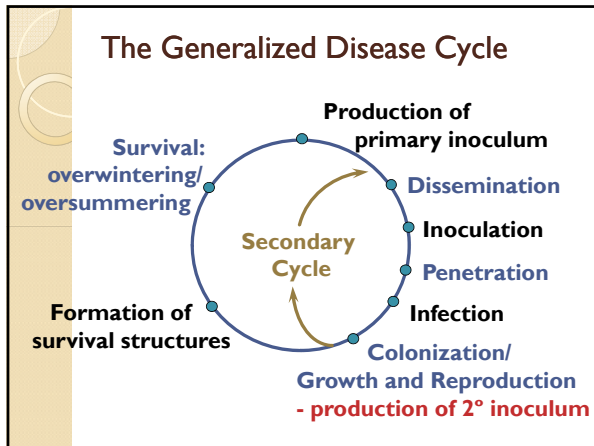 The Generalized Disease Cycle
Production of
primary inoculum
Dissemination
Inoculation
Penetration
Infection
Colonization/
Growth and Reproduction
- production of 2º inoculum
Secondary
Cycle
Formation of
survival structures
Survival:
overwintering/
oversummering